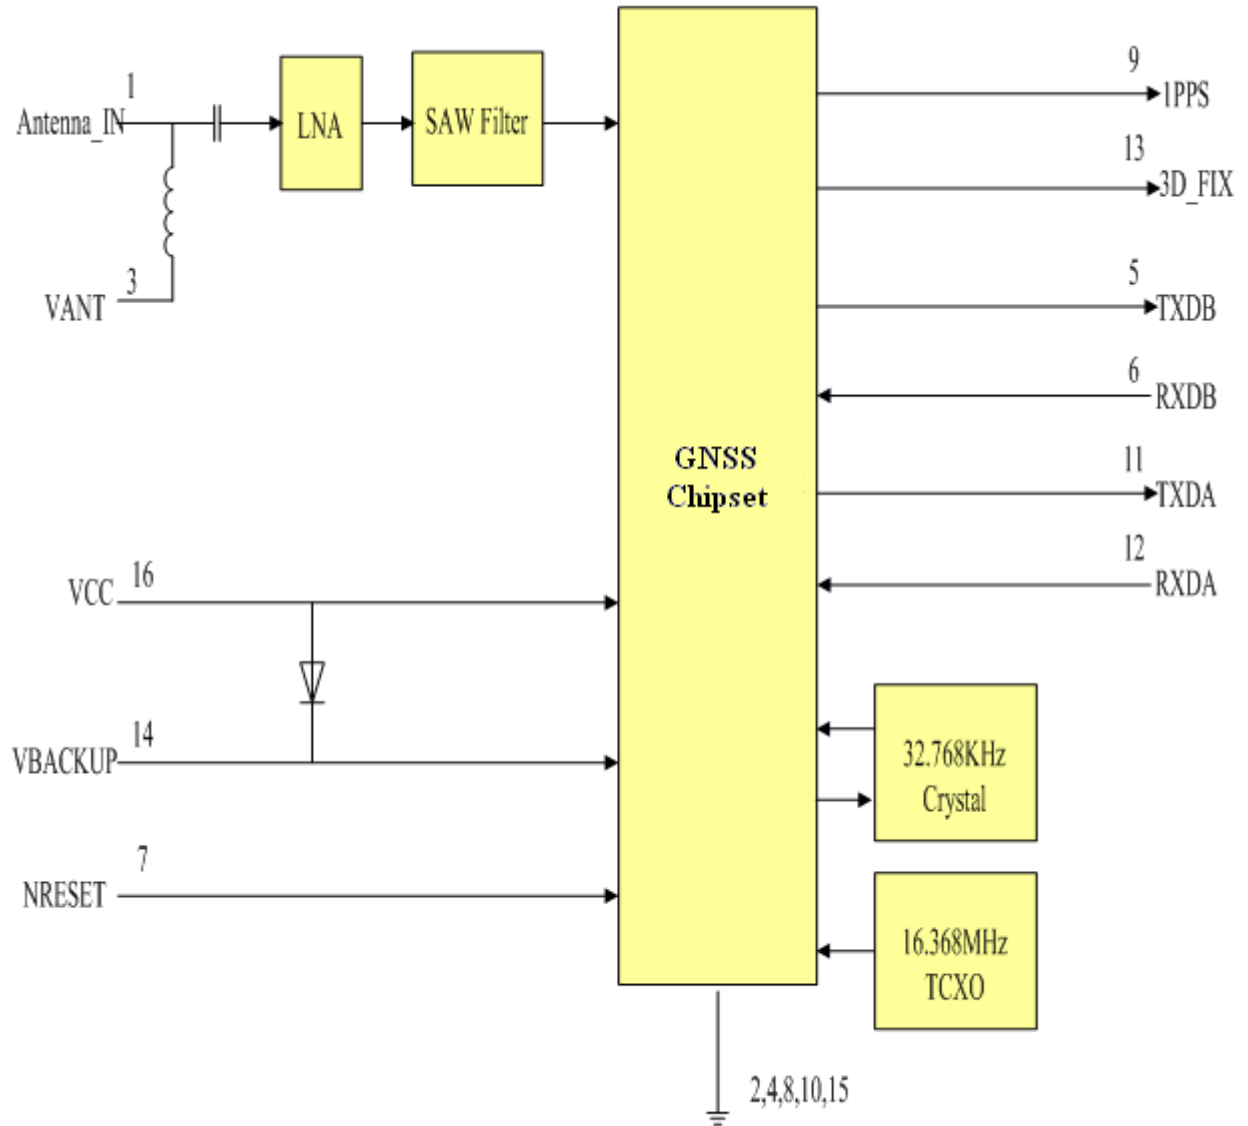 1
Antenna_IN
LNA
SAW Filter
3
VANT
GNSS
Chipset
9
1PPS
13
3D_FIX
5
TXDB
6
RXDB
11
TXDA
12
RXDA
16
VCC
14
VBACKUP
7
NRESET
32.768KHz
Crystal
16.368MHz
TCXO
2,4,8,10,15